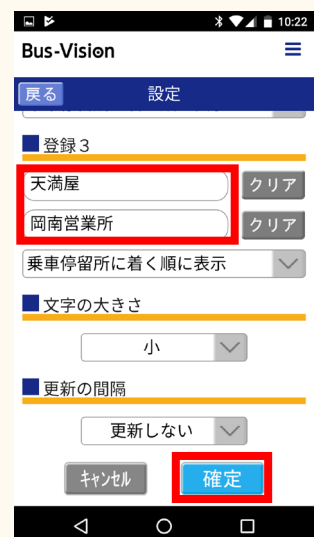 10:22
Bus-Vision
戻る 設定
登録3
天満屋 クリア
岡南営業所 クリア
乗車停留所に着く順に表示
文字の大きさ
小
更新の間隔
更新しない
キャンセル 確定